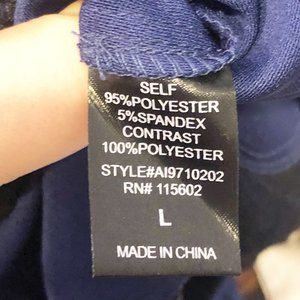 SELF
95%POLYESTER
5%SPANDEX
CONTRAST
100%POLYESTER
STYLE#AI9710202
RN# 115602
L
MADE IN CHINA